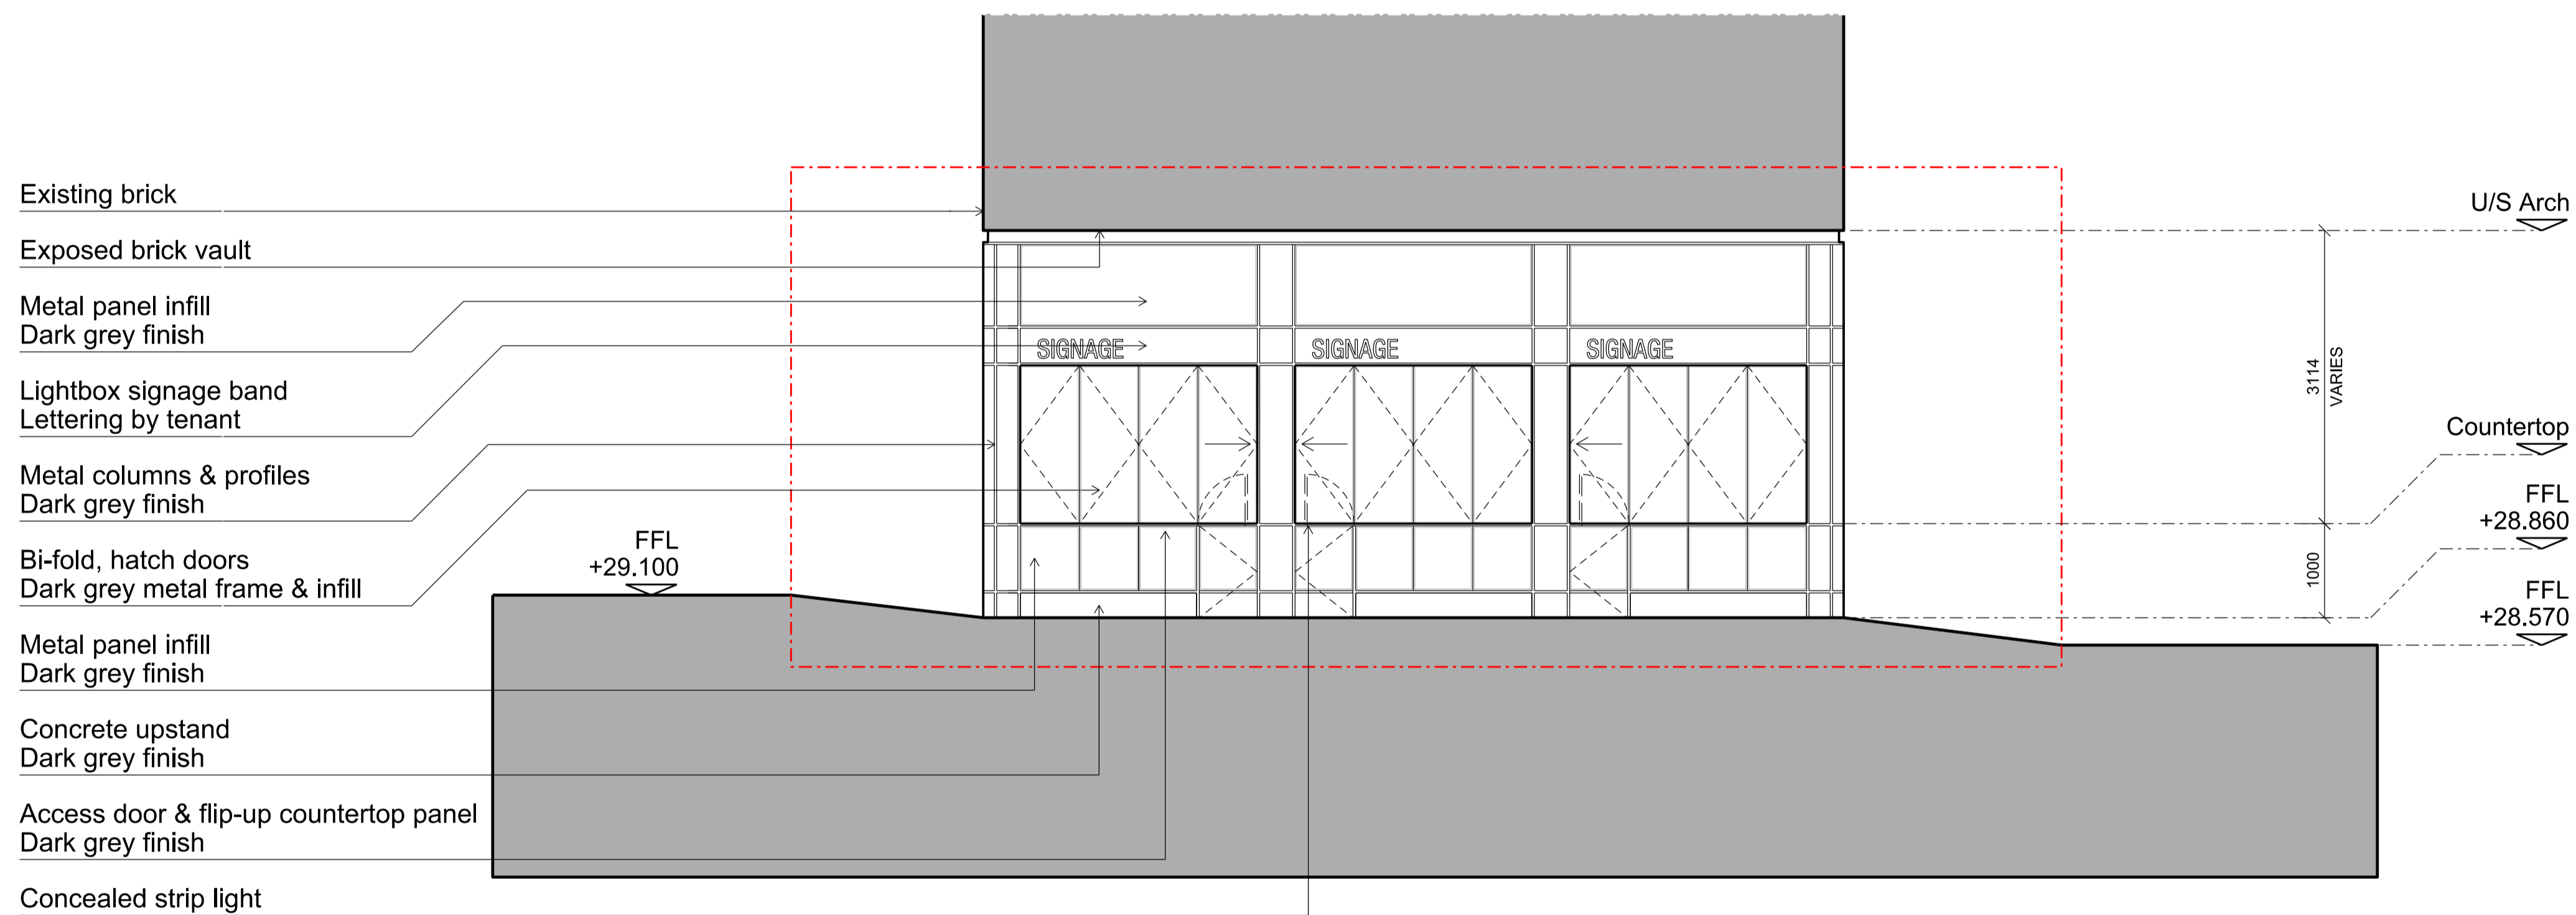 Existing brick
Exposed brick vault
Metal panel infill
Dark grey finish
Lightbox signage band
Lettering by tenant
Metal columns & profiles
Dark grey finish
Bi-fold, hatch doors
Dark grey metal frame & infill
Metal panel infill
Dark grey finish
Concrete upstand
Dark grey finish
Access door & flip-up countertop panel
Dark grey finish
Concealed strip light
FFL
+29.100
SIGNAGE
SIGNAGE
SIGNAGE
3114
VARIES
1000
U/S Arch
Countertop
FFL
+28.860
FFL
+28.570